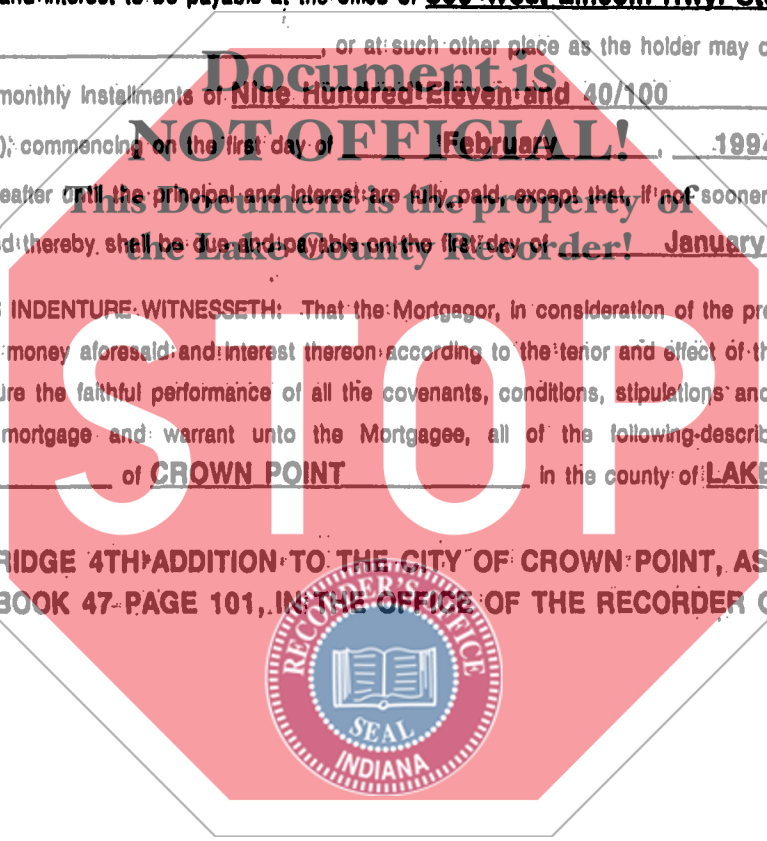 and interest to be payable at the office of
, or at such other place as the holder may
Document is
monthly installments of Nine Hundred Eleven and 40/100
NOT OFFICIAL!
), commencing on the first day of February , 1994
This Document is the property of
eafter until the principal and interest are fully paid, except that, if not sooner
the Lake County Recorder!
d thereby shall be due and payable on the first day of January
INDENTURE WITNESSETH: That the Mortgagor, in consideration of the pre
money aforesaid and interest thereon according to the tenor and effect of th
ure the faithful performance of all the covenants, conditions, stipulations and
mortgage and warrant unto the Mortgagee, all of the following-describ
of CROWN POINT in the county of LAKE
STOP
RIDGE 4TH ADDITION TO THE CITY OF CROWN POINT, AS
BOOK 47 PAGE 101, IN THE OFFICE OF THE RECORDER
RECORDER'S OFFICE
SEAL
INDIANA